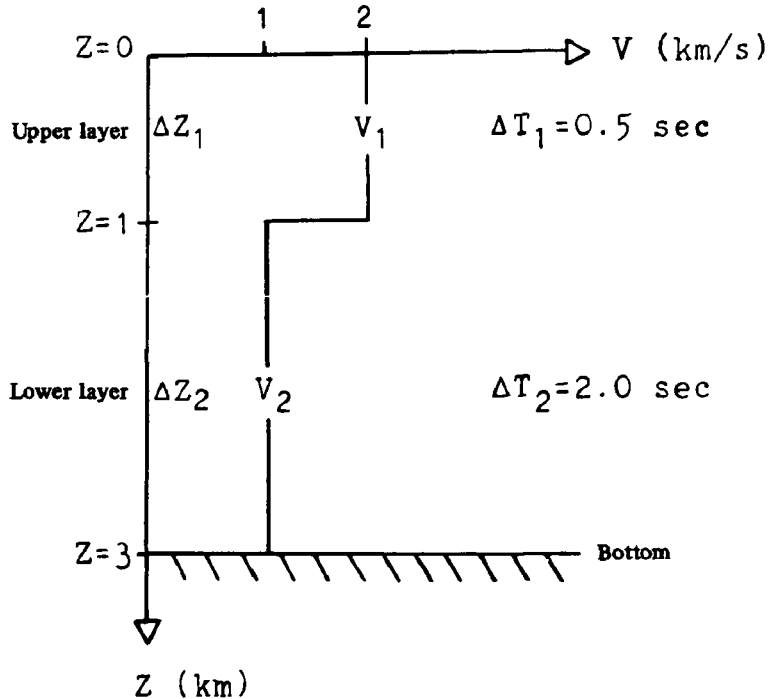 1 2
Z=0 V (km/s)
Upper layer ΔZ₁ V₁ ΔT₁=0.5 sec
Z=1
Lower layer ΔZ₂ V₂ ΔT₂=2.0 sec
Z=3 Bottom
Z (km)